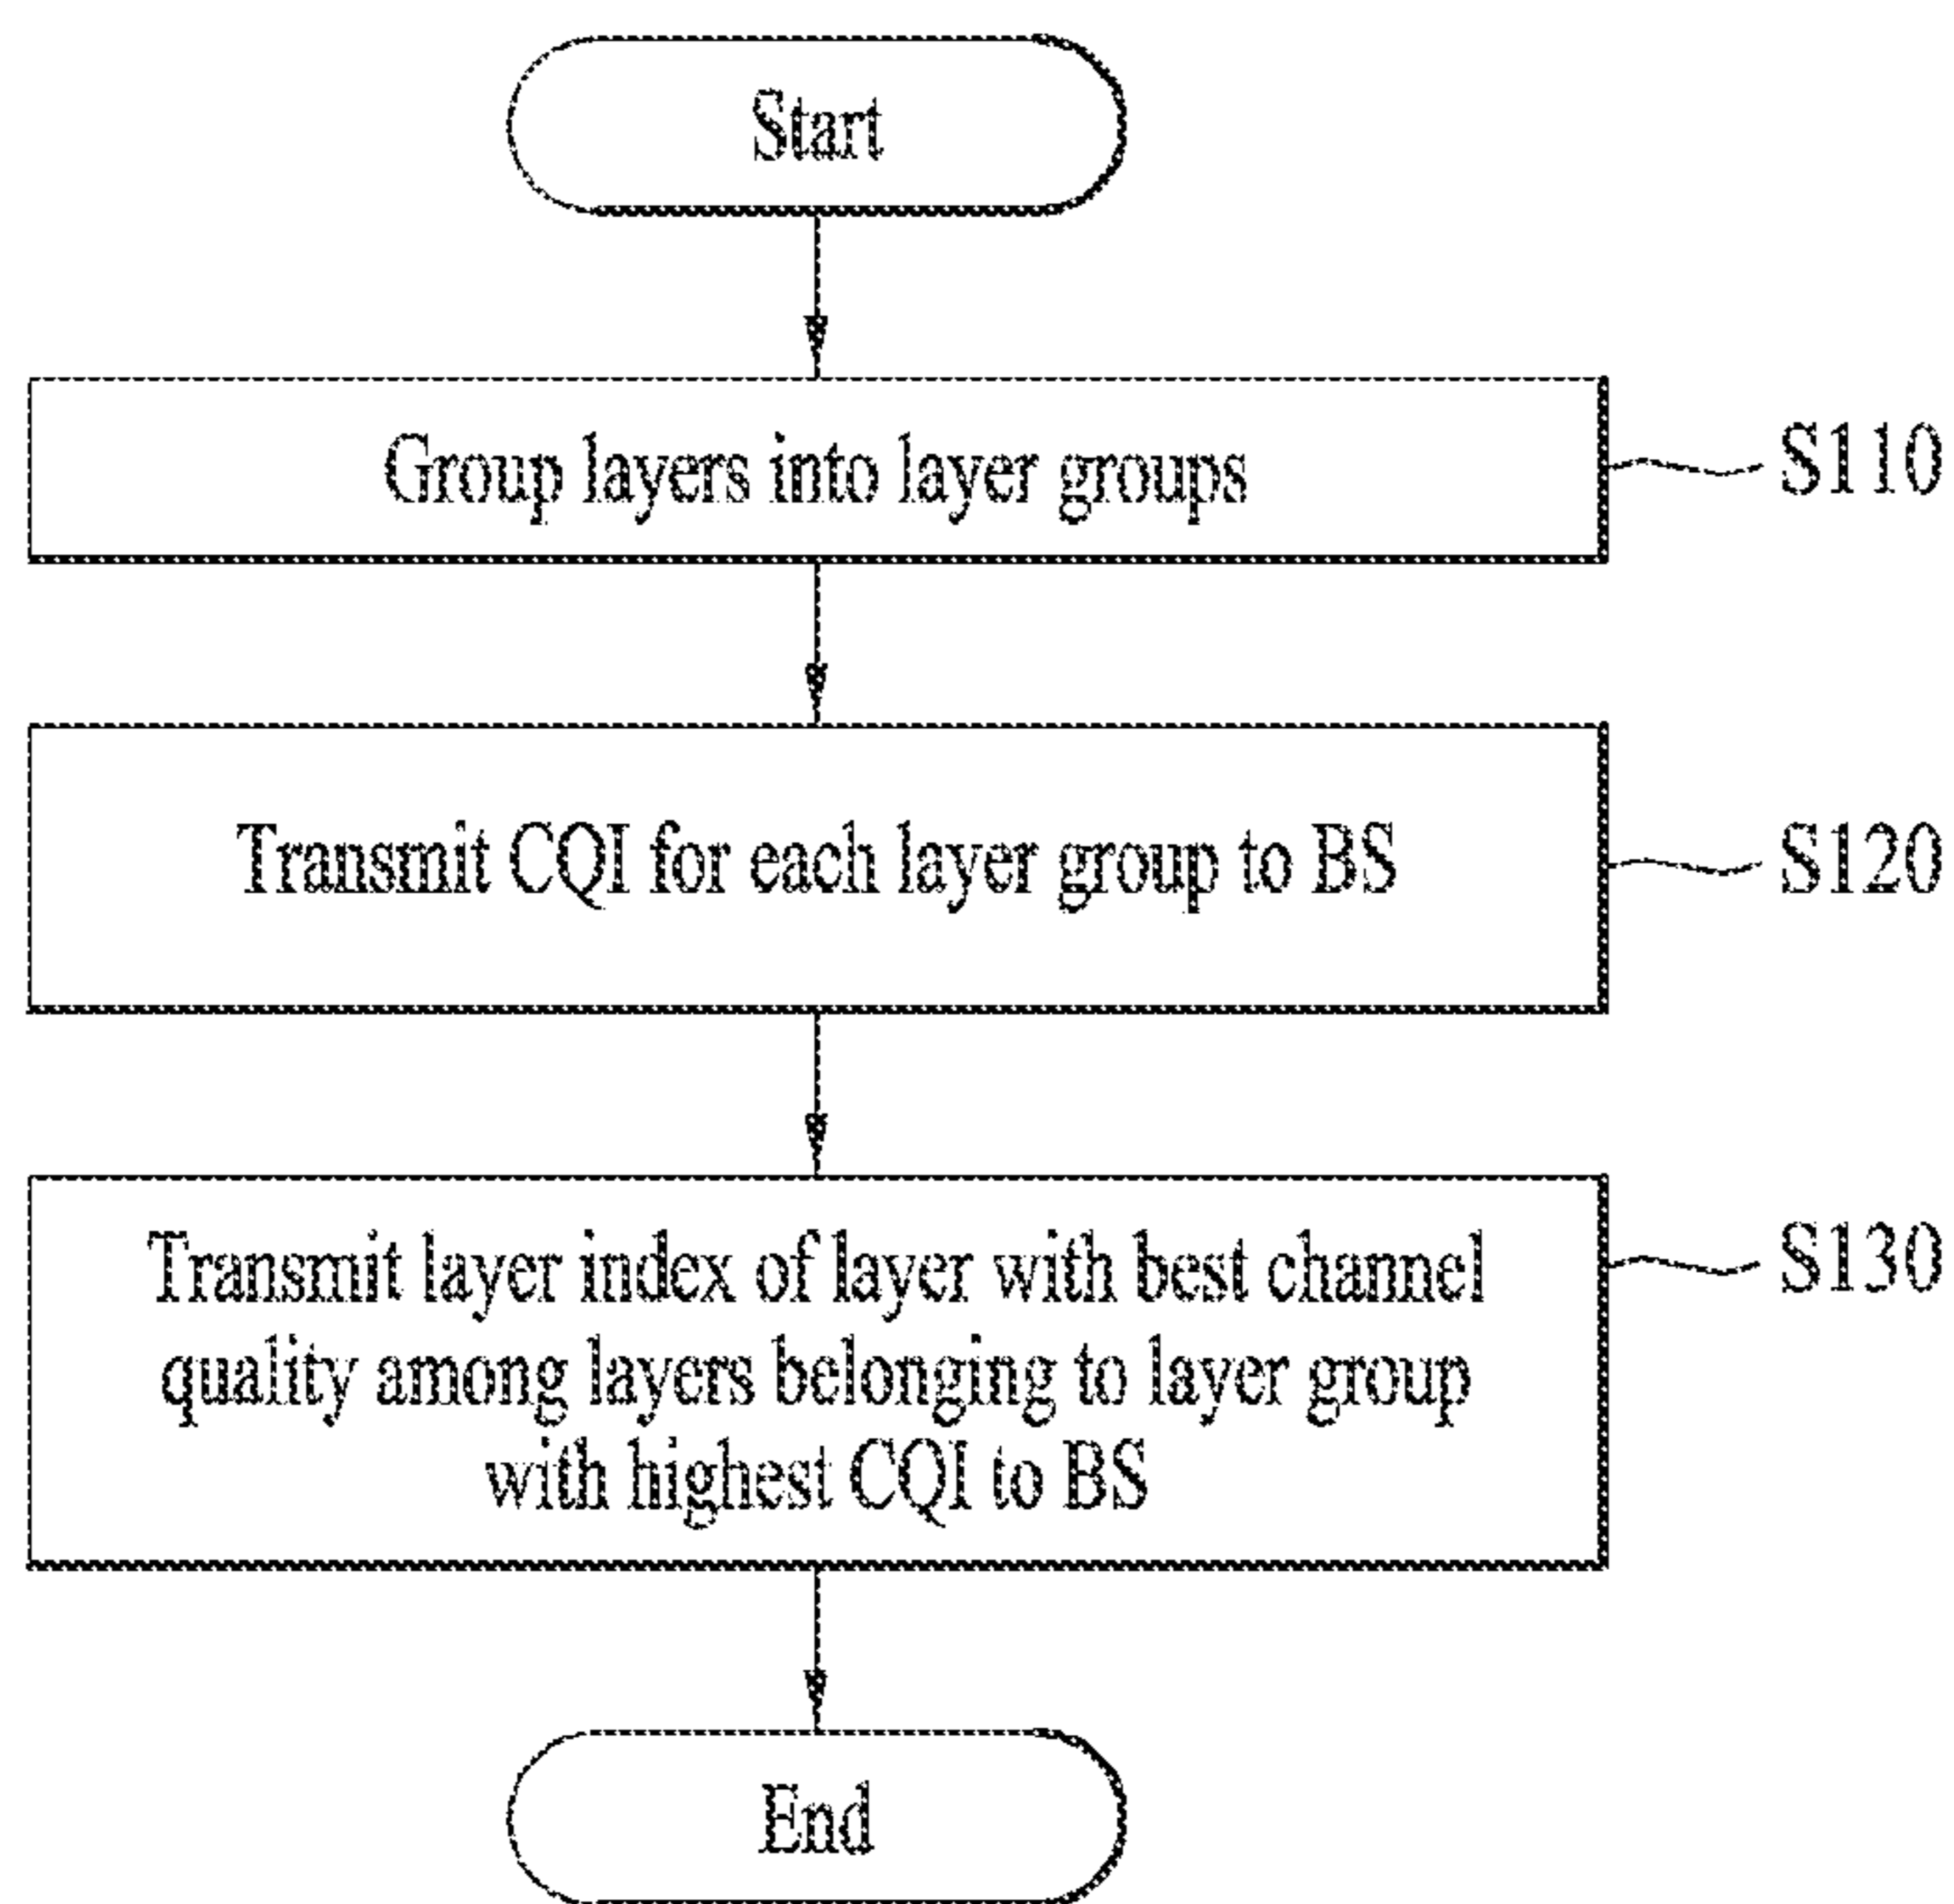 Start
Group layers into layer groups
S110
Transmit CQI for each layer group to BS
S120
Transmit layer index of layer with best channel
quality among layers belonging to layer group
with highest CQI to BS
S130
End